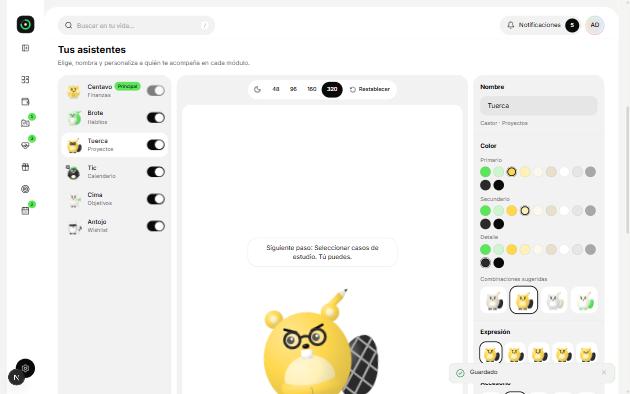 Buscar en tu vida...
/
Notificaciones
5
AD
Tus asistentes
Elige, nombra y personaliza a quién te acompaña en cada módulo.
Centavo
Principal
Finanzas
Brote
Hábitos
Tuerca
Proyectos
Tic
Calendario
Cima
Objetivos
Antojo
Wishlist
48
96
160
320
Restablecer
Siguiente paso: Seleccionar casos de
estudio. Tú puedes.
Nombre
Tuerca
Castor · Proyectos
Color
Primario
Secundario
Detalle
Combinaciones sugeridas
Expresión
Guardado
Accesorio
N